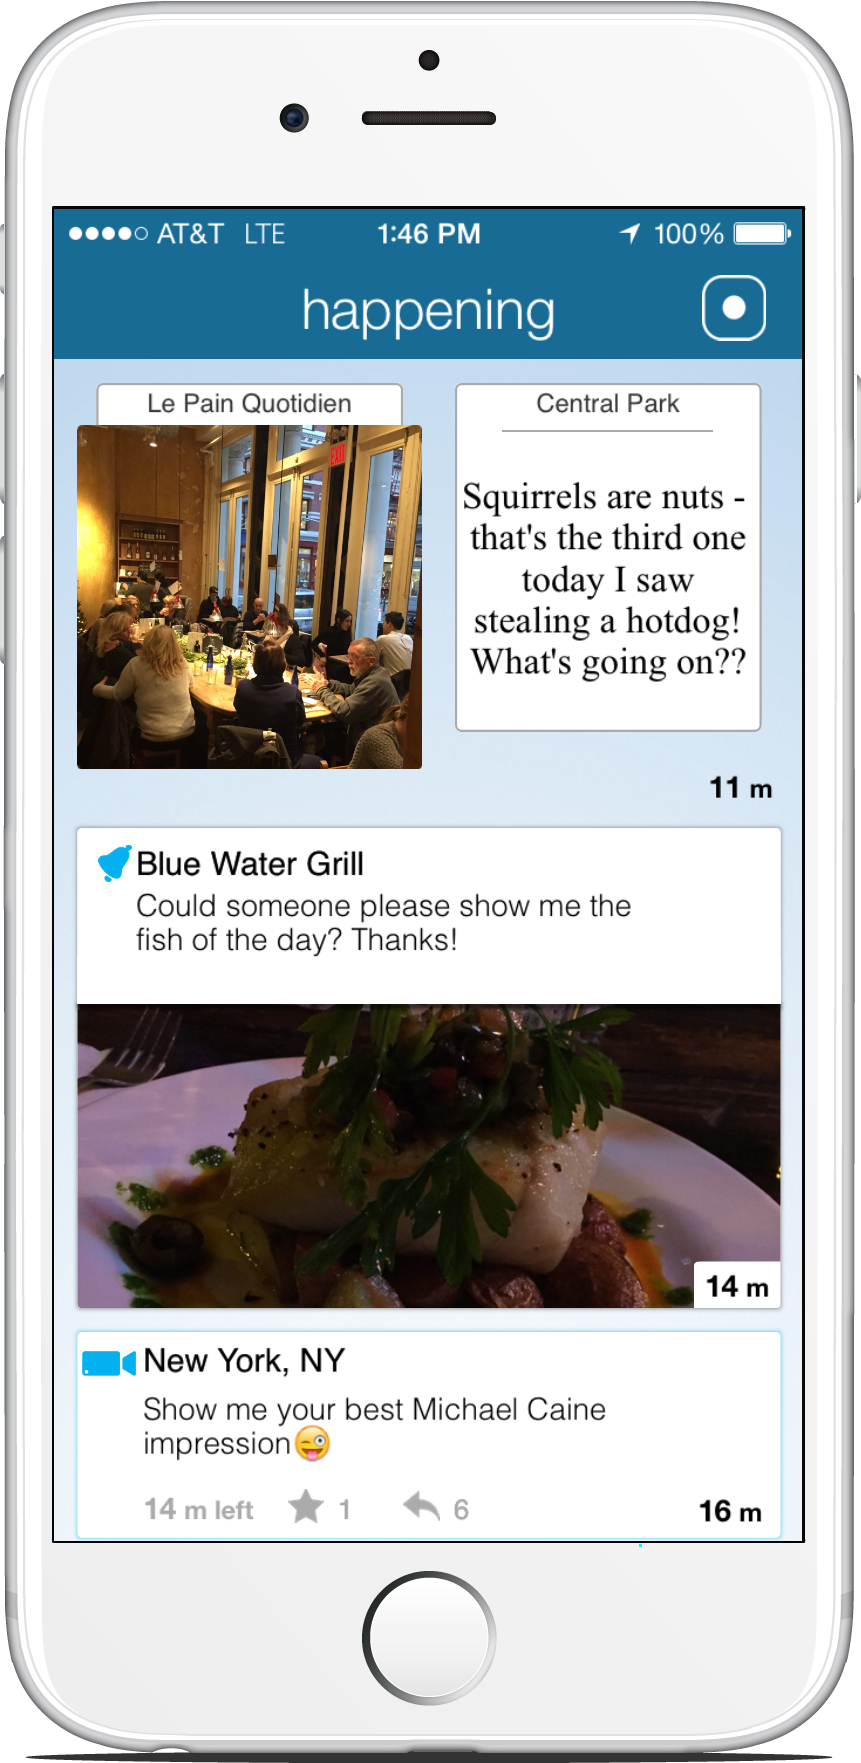 AT&T LTE 1:46 PM 100%
happening
Le Pain Quotidien
EXIT
Central Park
Squirrels are nuts -
that's the third one
today I saw
stealing a hotdog!
What's going on??
11 m
Blue Water Grill
Could someone please show me the
fish of the day? Thanks!
14 m
New York, NY
Show me your best Michael Caine
impression😜
14 m left 1 6 16 m